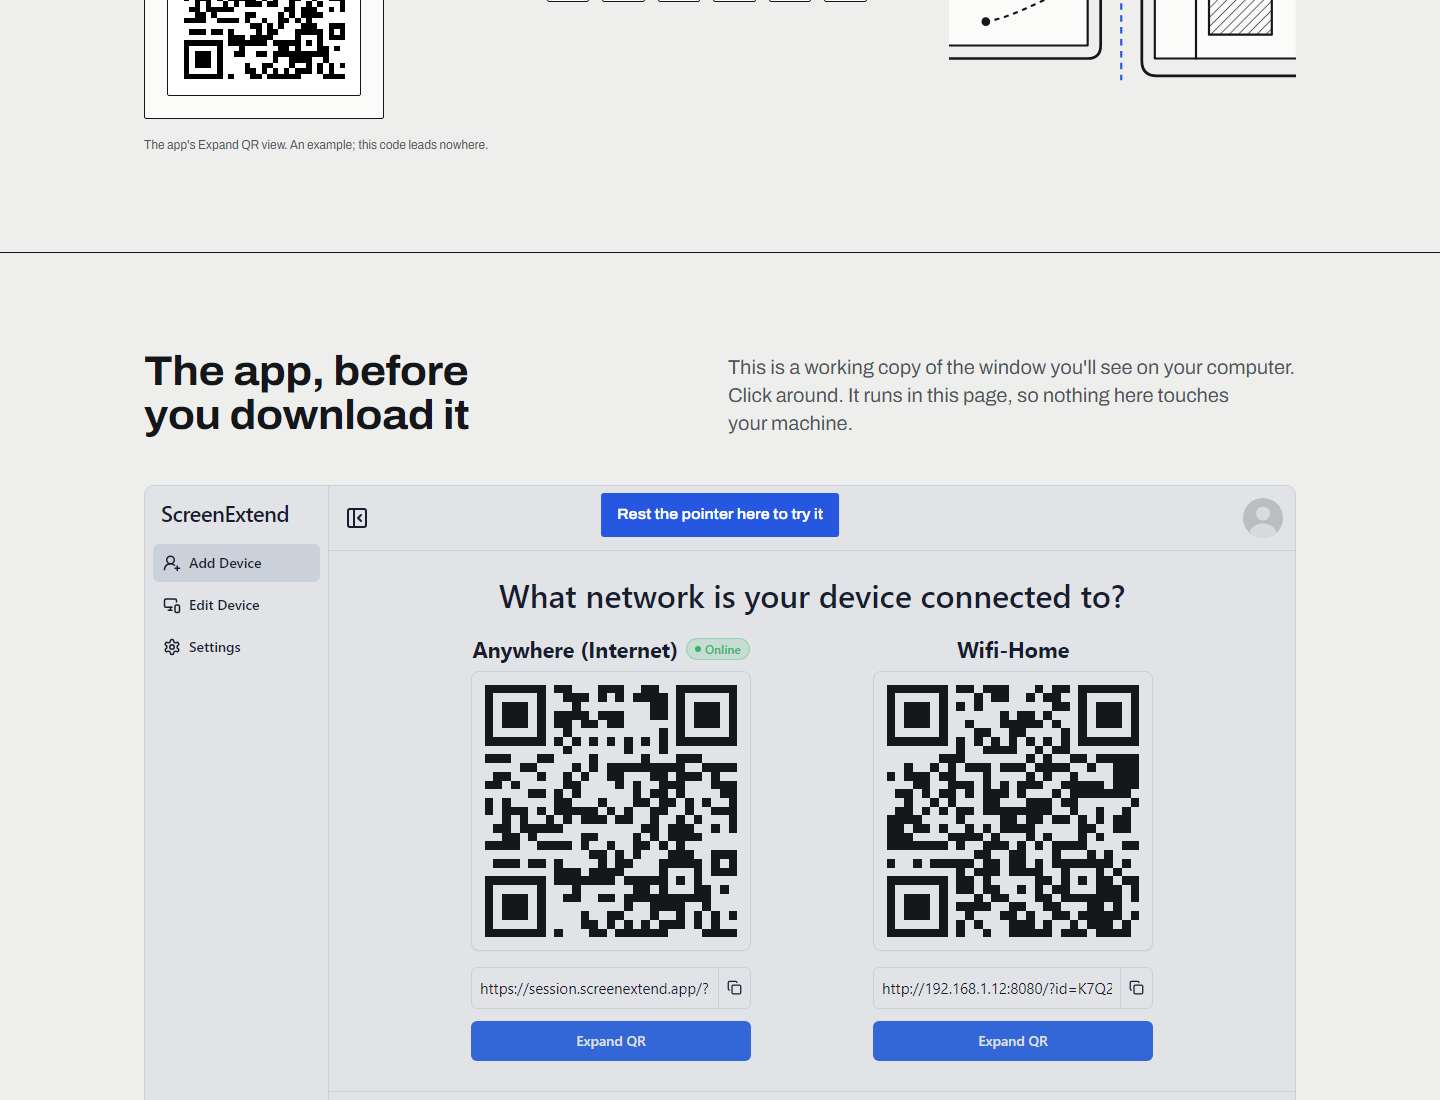 The app's Expand QR view. An example; this code leads nowhere.
The app, before
you download it
This is a working copy of the window you'll see on your computer.
Click around. It runs in this page, so nothing here touches
your machine.
ScreenExtend
Rest the pointer here to try it
Add Device
Edit Device
Settings
What network is your device connected to?
Anywhere (Internet)
Online
Wifi-Home
https://session.screenextend.app/?
http://192.168.1.12:8080/?id=K7Q2
Expand QR
Expand QR